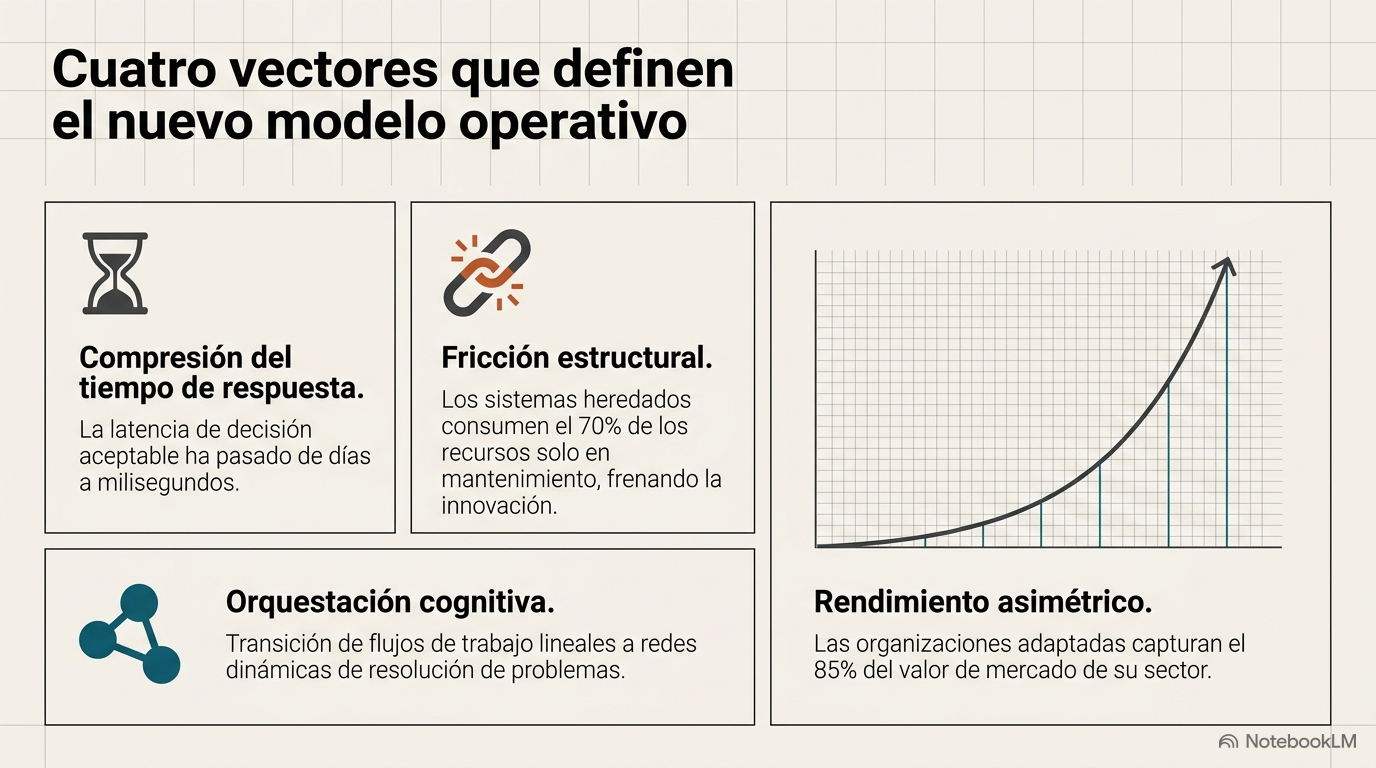 Cuatro vectores que definen
el nuevo modelo operativo
Compresión del
tiempo de respuesta.
La latencia de decisión
aceptable ha pasado de días
a milisegundos.
Fricción estructural.
Los sistemas heredados
consumen el 70% de los
recursos solo en
mantenimiento, frenando la
innovación.
Orquestación cognitiva.
Transición de flujos de trabajo lineales a redes
dinámicas de resolución de problemas.
Rendimiento asimétrico.
Las organizaciones adaptadas capturan el
85% del valor de mercado de su sector.
NotebookLM